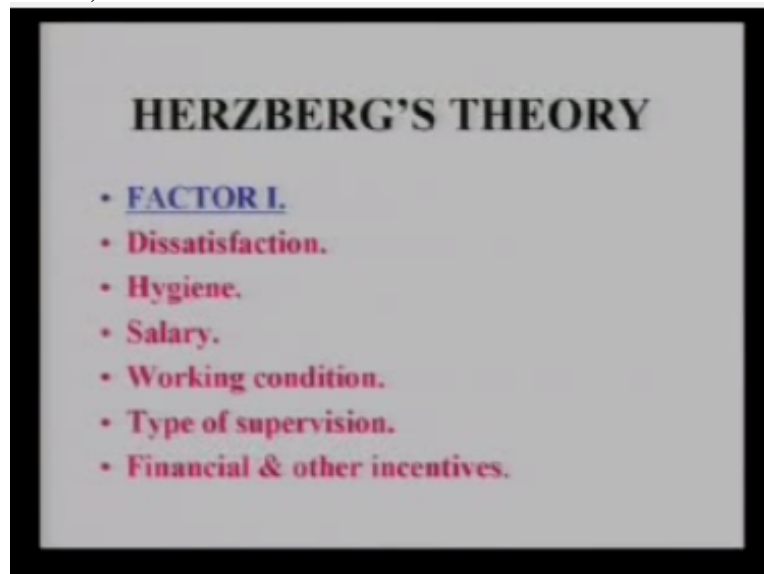 HERZBERG'S THEORY
• FACTOR I.
• Dissatisfaction.
• Hygiene.
• Salary.
• Working condition.
• Type of supervision.
• Financial & other incentives.